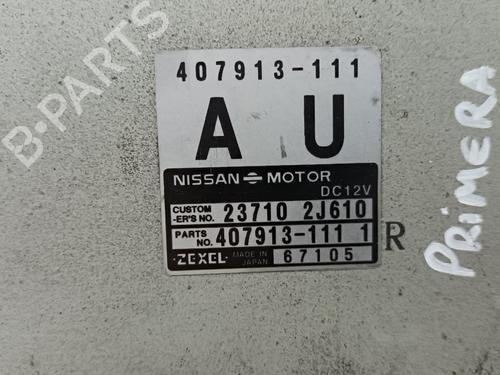 B-PARTS
407913-111
A U
NISSAN MOTOR
DC12V
CUSTOM
-ER'S NO. 23710 2J610
PARTS
NO. 407913-111 1
R
ZEXEL MADE IN JAPAN 67105
PRiMERA